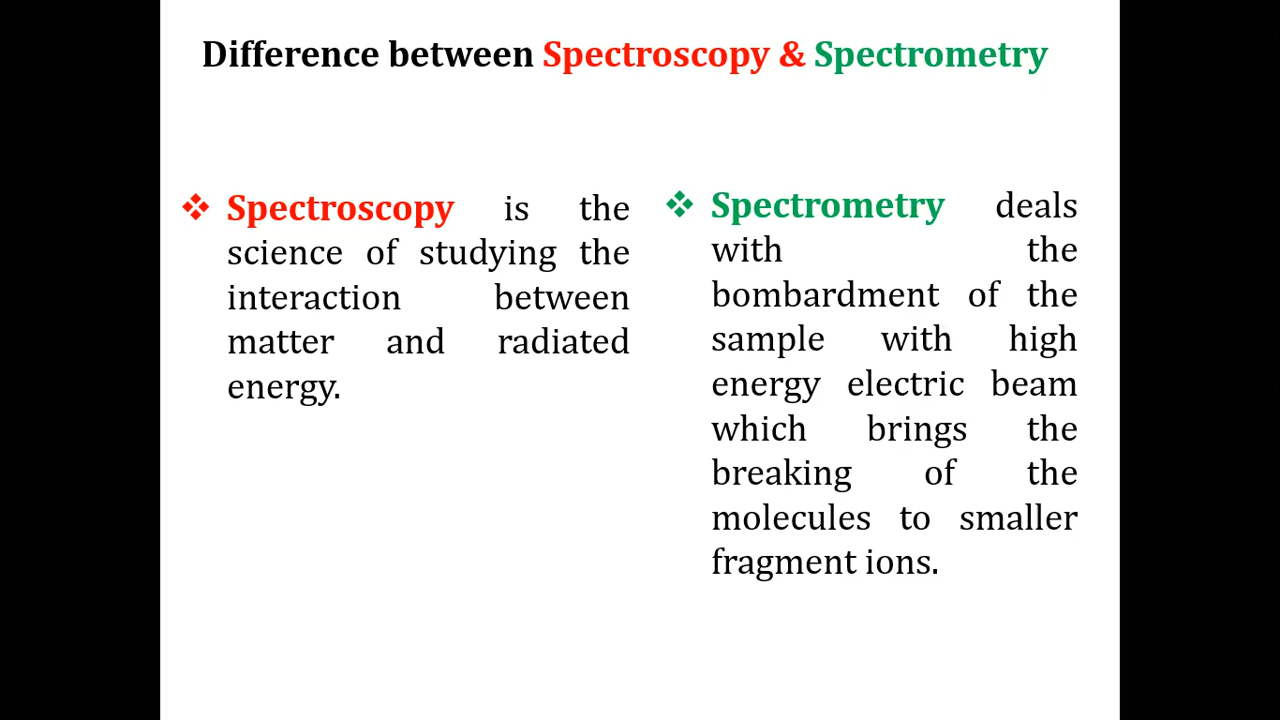 Difference between Spectroscopy & Spectrometry
Spectroscopy is the
science of studying the
interaction between
matter and radiated
energy.
Spectrometry deals
with the
bombardment of the
sample with high
energy electric beam
which brings the
breaking of the
molecules to smaller
fragment ions.